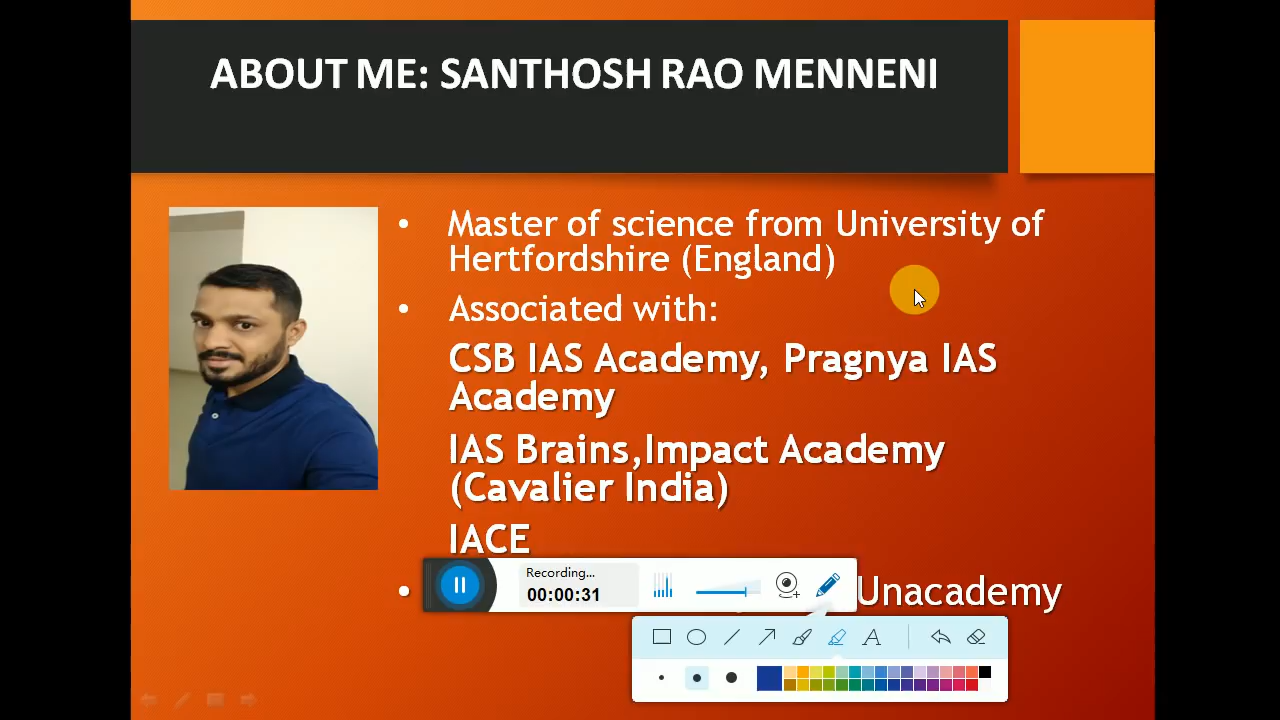 ABOUT ME: SANTHOSH RAO MENNENI
• Master of science from University of
Hertfordshire (England)
• Associated with:
CSB IAS Academy, Pragnya IAS
Academy
IAS Brains,Impact Academy
(Cavalier India)
IACE
• Unacademy
Recording...
00:00:31
A